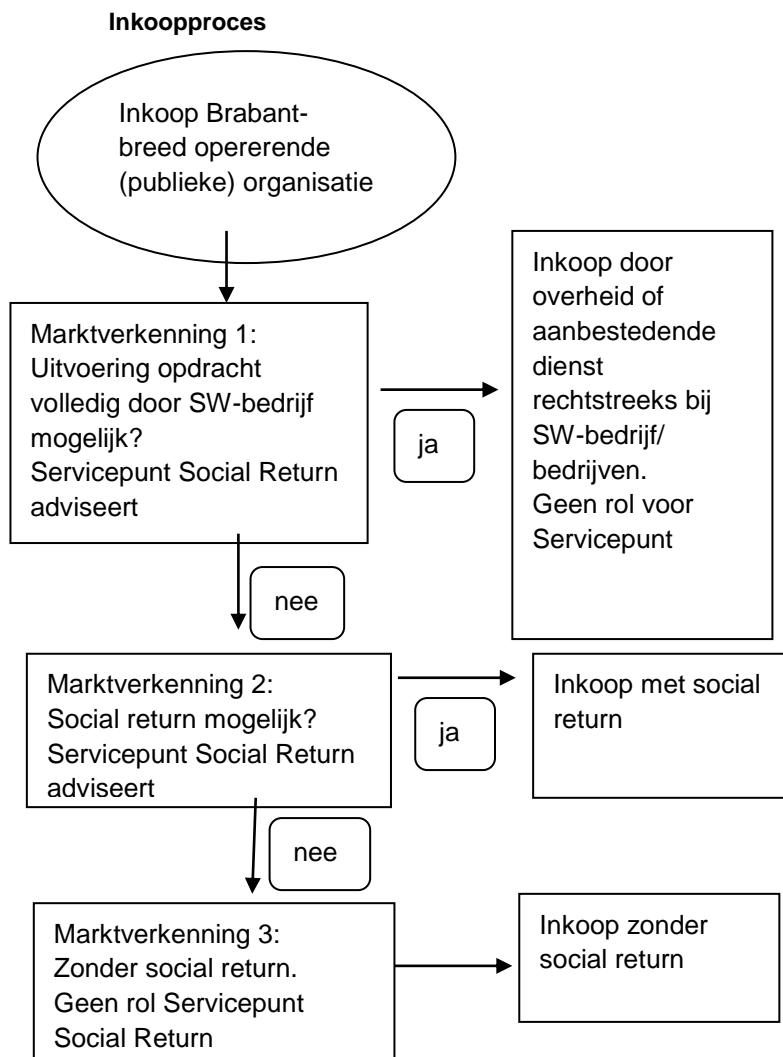 Inkoopproces
Inkoop Brabant-
breed opererende
(publieke) organisatie
Marktverkenning 1:
Uitvoering opdracht
volledig door SW-bedrijf
mogelijk?
Servicepunt Social Return
adviseert
ja
Inkoop door
overheid of
aanbestedende
dienst
rechtstreeks bij
SW-bedrijf/
bedrijven.
Geen rol voor
Servicepunt
nee
Marktverkenning 2:
Social return mogelijk?
Servicepunt Social Return
adviseert
ja
Inkoop met social
return
nee
Marktverkenning 3:
Zonder social return.
Geen rol Servicepunt
Social Return
Inkoop zonder
social return